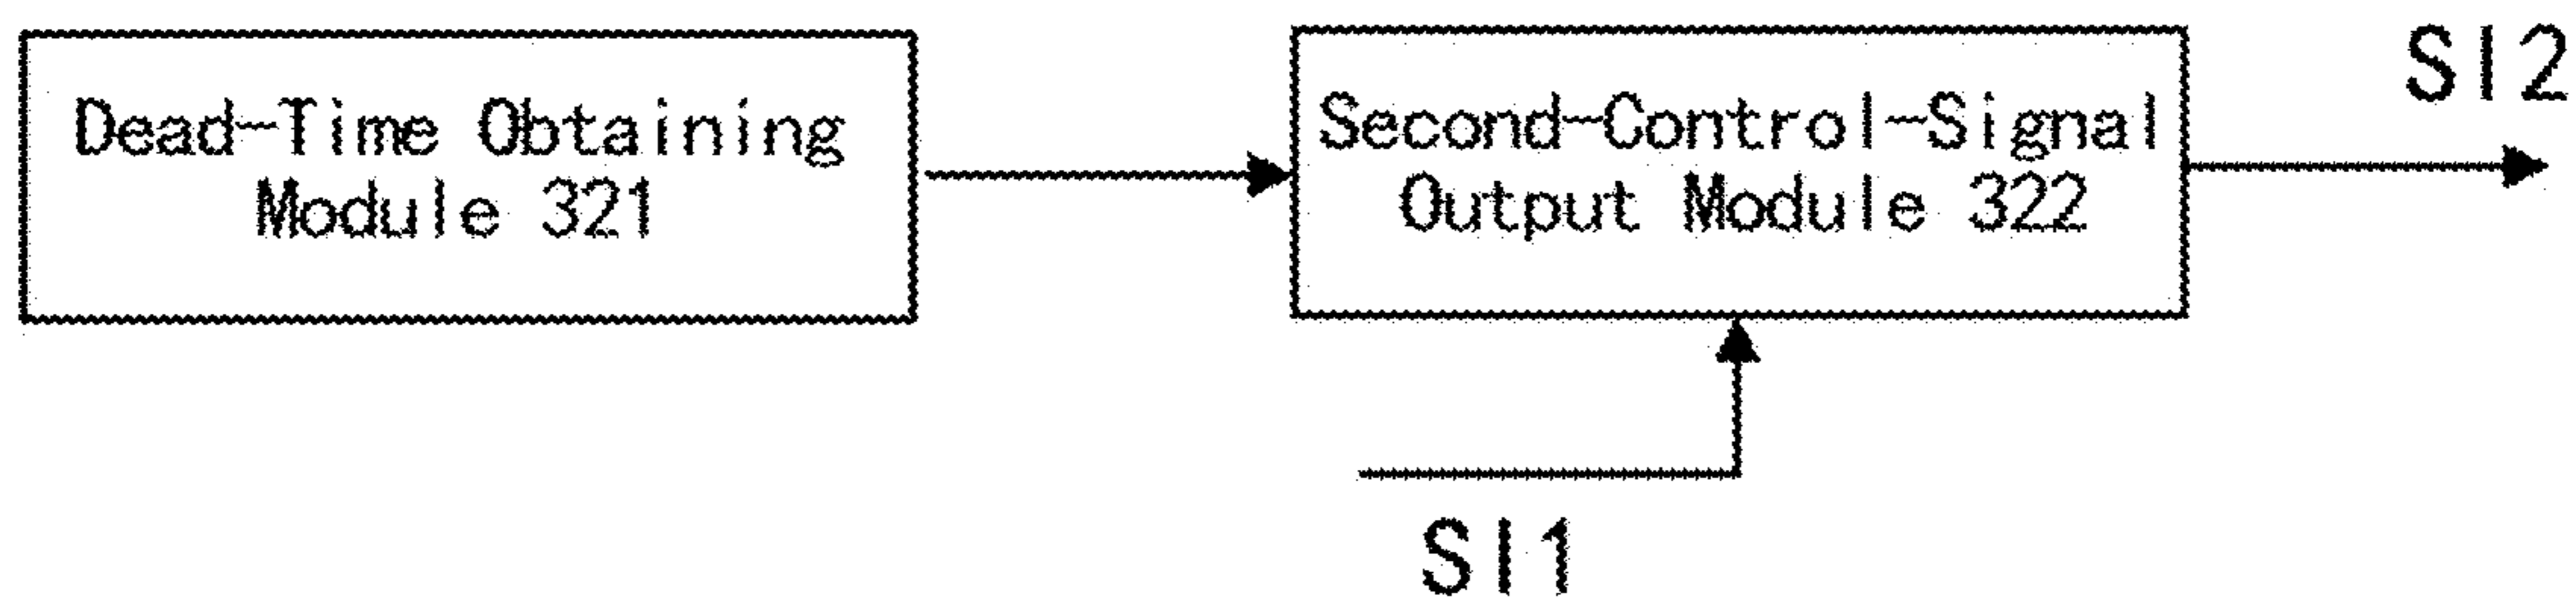 Dead-Time Obtaining
Module 321
Second-Control-Signal
Output Module 322
SI2
SI1